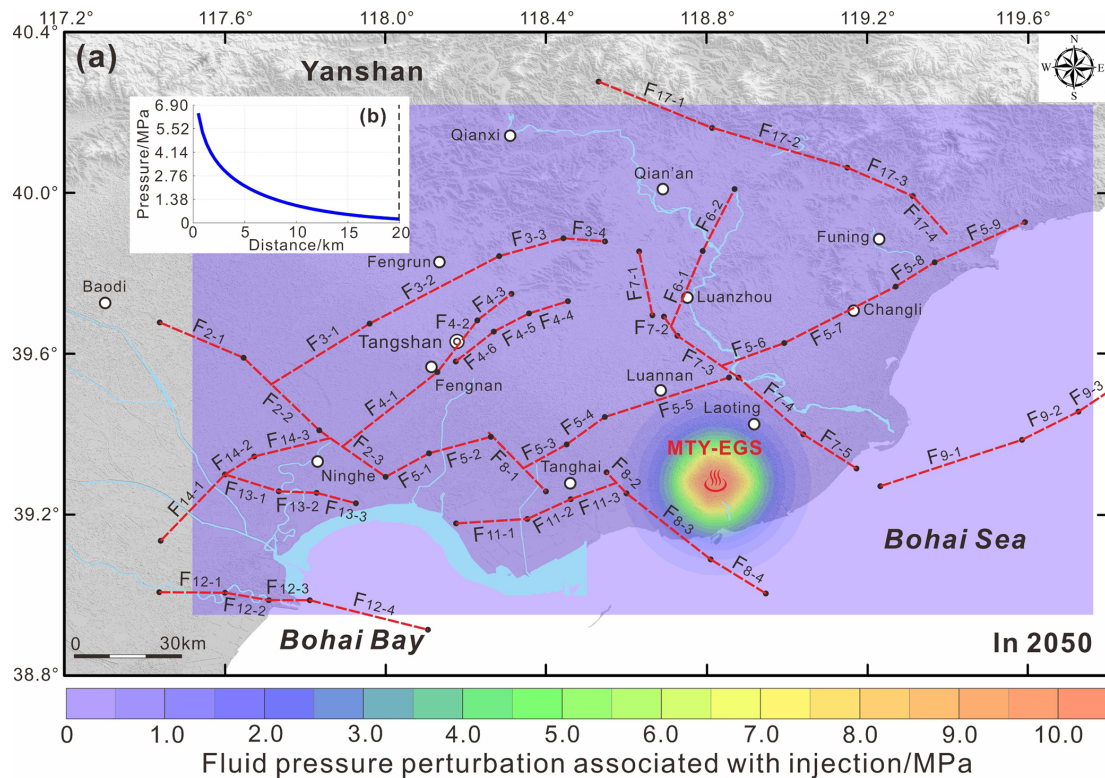 117.2° 117.6° 118.0° 118.4° 118.8° 119.2° 119.6°
40.4°
40.0°
39.6°
39.2°
38.8°
(a)
Yanshan
N
W E
S
(b)
Pressure/MPa
6.90
5.52
4.14
2.76
1.38
0
0 5 10 15 20
Distance/km
F17-1
F17-2
F17-3
F17-4
Qianxi
Qian'an
Funing
Fengrun
Baodi
Luanzhou
Changli
Tangshan
Fengnan
Luannan
Laoting
Ninghe
Tanghai
MTY-EGS
F2-1
F2-2
F2-3
F3-1
F3-2
F3-3
F3-4
F4-1
F4-2
F4-3
F4-4
F4-5
F4-6
F5-1
F5-2
F5-3
F5-4
F5-5
F5-6
F5-7
F5-8
F5-9
F6-1
F6-2
F7-1
F7-2
F7-3
F7-4
F7-5
F8-1
F8-2
F8-3
F8-4
F9-1
F9-2
F9-3
F11-1
F11-2
F11-3
F12-1
F12-2
F12-3
F12-4
F13-1
F13-2
F13-3
F14-1
F14-2
F14-3
Bohai Sea
Bohai Bay
In 2050
0 30km
0 1.0 2.0 3.0 4.0 5.0 6.0 7.0 8.0 9.0 10.0
Fluid pressure perturbation associated with injection/MPa